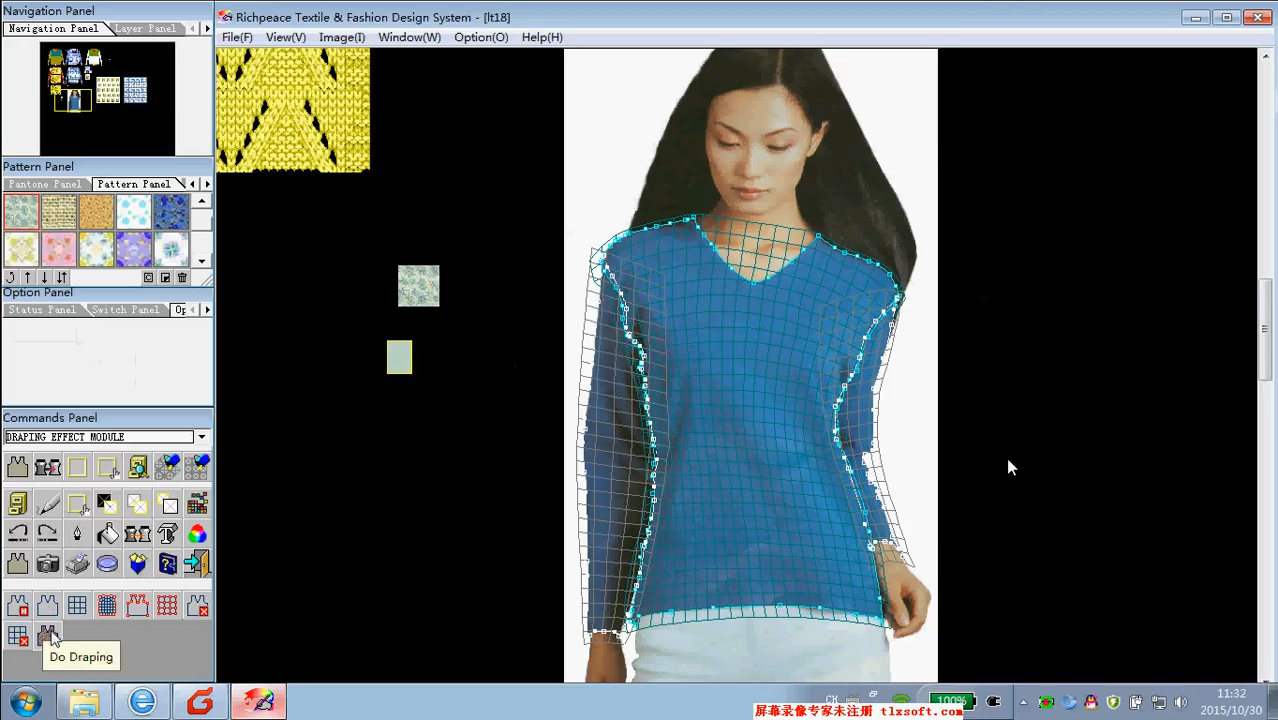 Navigation Panel
Navigation Panel
Layer Panel
Richpeace Textile & Fashion Design System - [lt18]
File(F)
View(V)
Image(I)
Window(W)
Option(O)
Help(H)
Pattern Panel
Pantone Panel
Pattern Panel
Option Panel
Status Panel
Switch Panel
Op
Commands Panel
DRAPING EFFECT MODULE
Do Draping
CH
100%
11:32
2015/10/30
屏幕录像专家未注册 tlxsoft.com